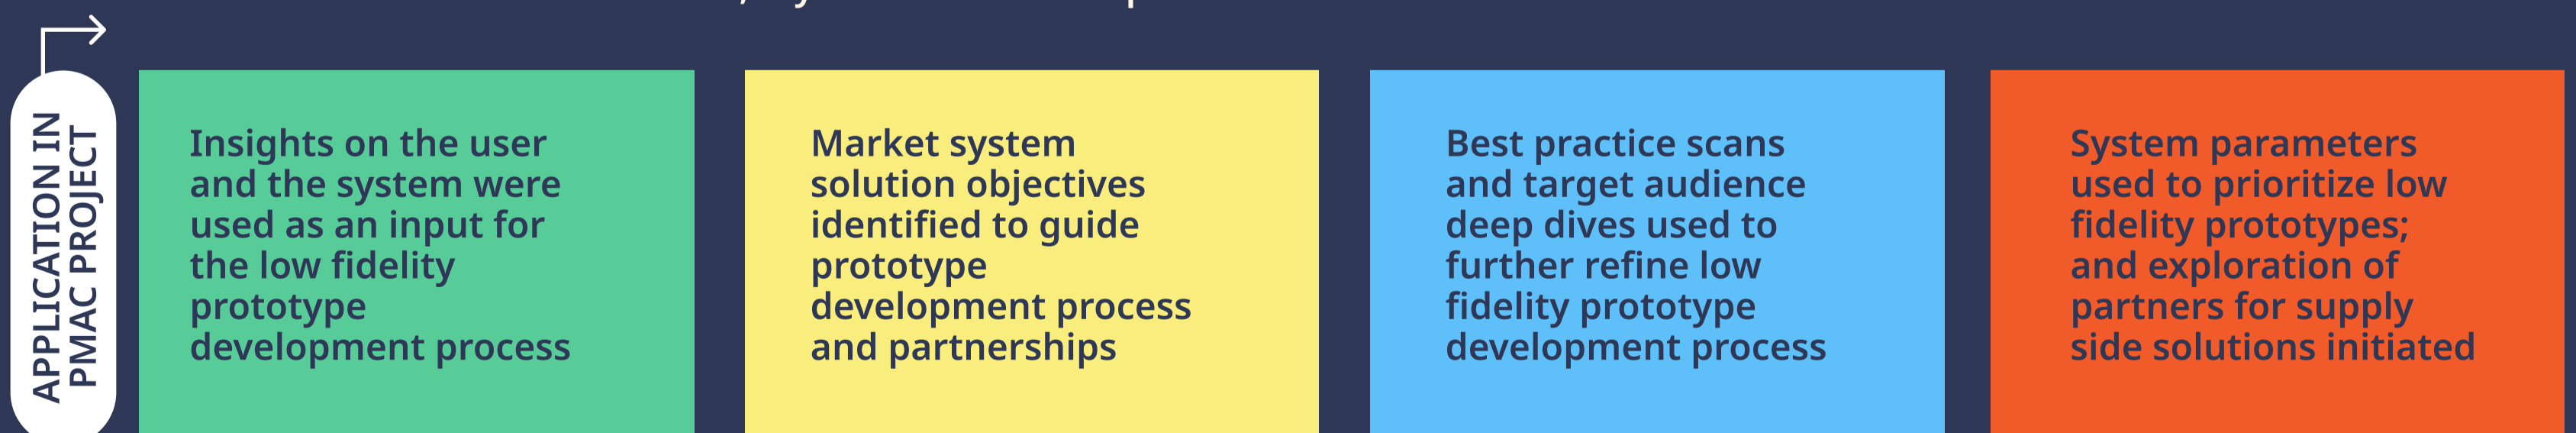 APPLICATION IN
PMAC PROJECT
Insights on the user
and the system were
used as an input for
the low fidelity
prototype
development process
Market system
solution objectives
identified to guide
prototype
development process
and partnerships
Best practice scans
and target audience
deep dives used to
further refine low
fidelity prototype
development process
System parameters
used to prioritize low
fidelity prototypes;
and exploration of
partners for supply
side solutions initiated